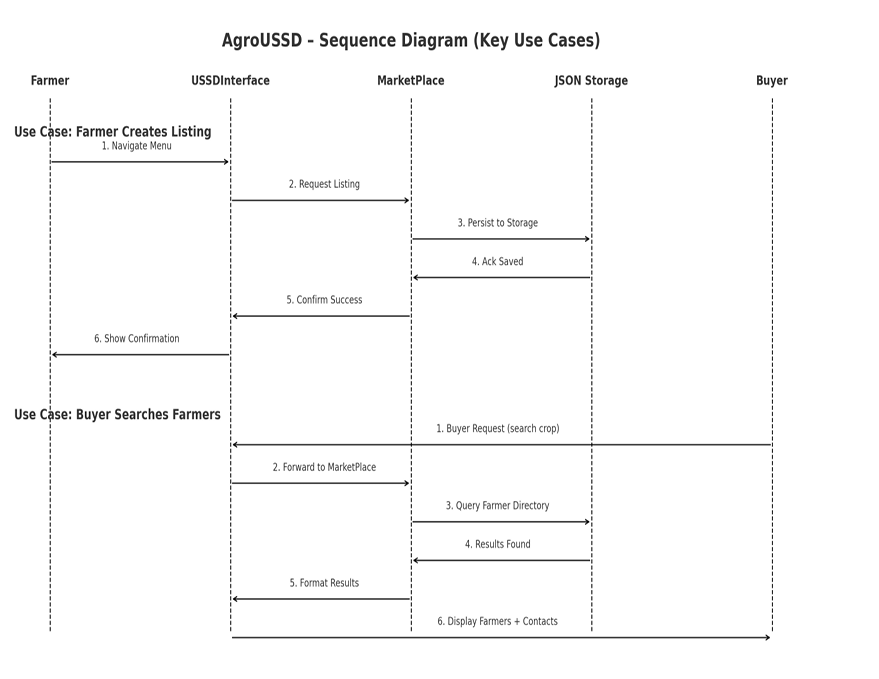 AgroUSSD – Sequence Diagram (Key Use Cases)
Farmer USSDInterface MarketPlace JSON Storage Buyer
Use Case: Farmer Creates Listing
1. Navigate Menu
2. Request Listing
3. Persist to Storage
4. Ack Saved
5. Confirm Success
6. Show Confirmation
Use Case: Buyer Searches Farmers
1. Buyer Request (search crop)
2. Forward to MarketPlace
3. Query Farmer Directory
4. Results Found
5. Format Results
6. Display Farmers + Contacts